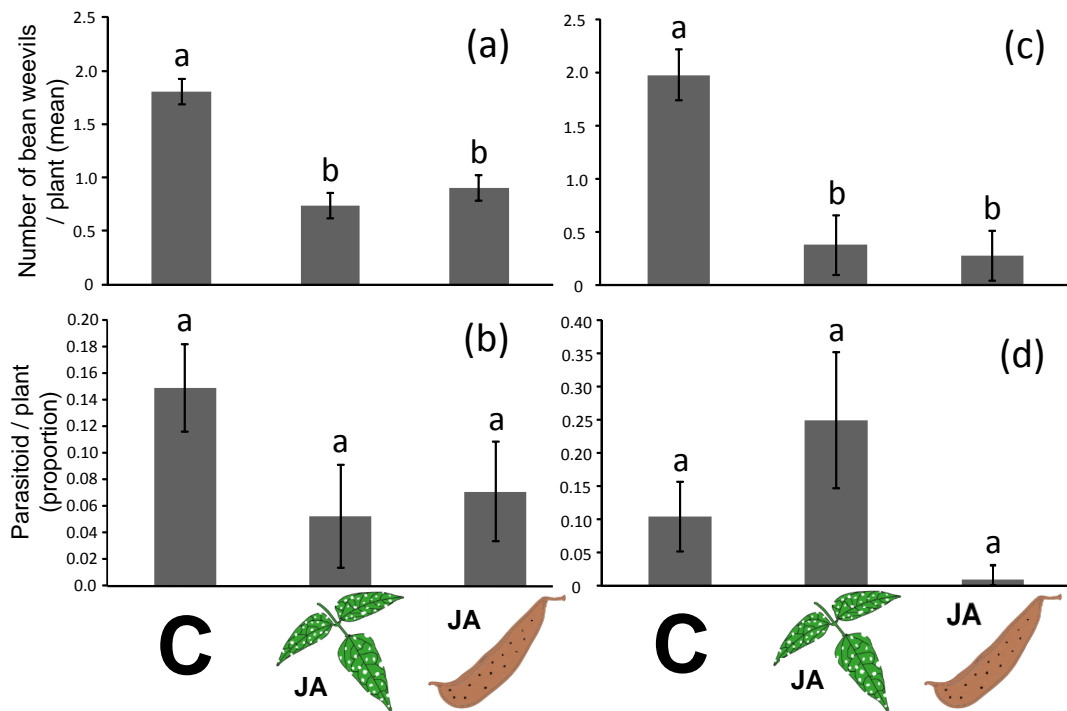 Number of bean weevils
/ plant (mean)
2.5
2.0
1.5
1.0
0.5
0
a
b
b
(a)
2.5
2.0
1.5
1.0
0.5
0
a
b
b
(c)
Parasitoid / plant
(proportion)
0.20
0.18
0.16
0.14
0.12
0.10
0.08
0.06
0.04
0.02
0.0
a
a
a
(b)
0.40
0.35
0.30
0.25
0.20
0.15
0.10
0.05
0
a
a
a
(d)
C
JA
JA
C
JA
JA